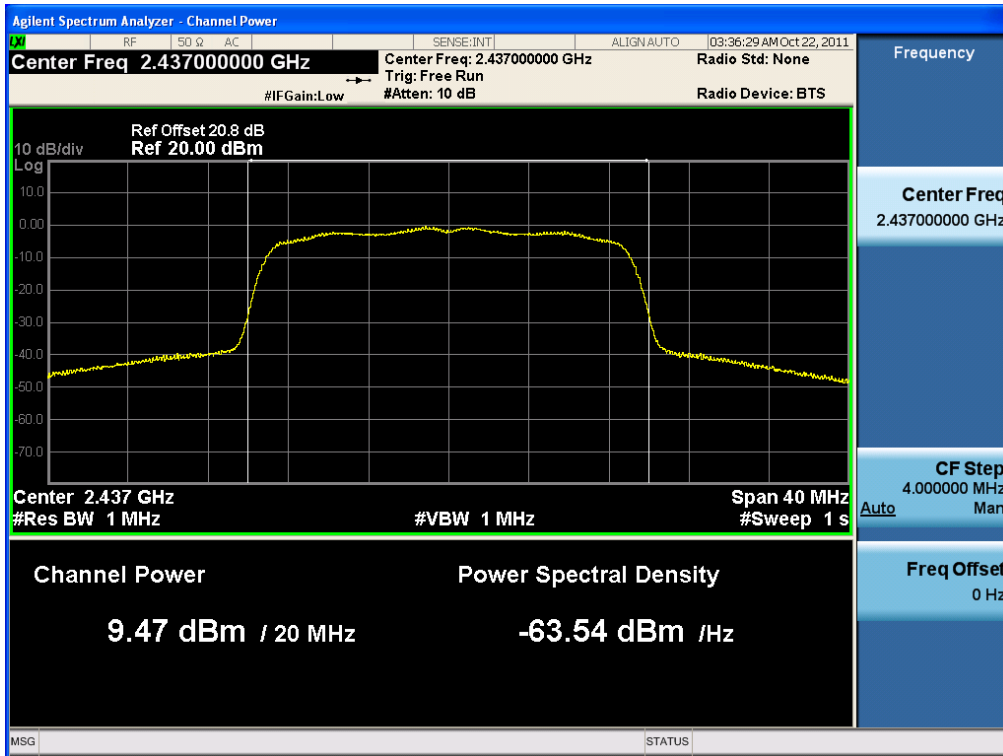 Agilent Spectrum Analyzer - Channel Power
LXI RF 50 Ω AC SENSE:INT ALIGN AUTO 03:36:29 AM Oct 22, 2011
Center Freq 2.437000000 GHz
Center Freq: 2.437000000 GHz
Radio Std: None
Trig: Free Run
#IFGain:Low
#Atten: 10 dB
Radio Device: BTS
Ref Offset 20.8 dB
10 dB/div Ref 20.00 dBm
Log
10.0
0.00
-10.0
-20.0
-30.0
-40.0
-50.0
-60.0
-70.0
Center 2.437 GHz Span 40 MHz
#Res BW 1 MHz #VBW 1 MHz #Sweep 1 s
Channel Power Power Spectral Density
9.47 dBm / 20 MHz -63.54 dBm /Hz
MSG STATUS
Frequency
Center Freq
2.437000000 GHz
CF Step
4.000000 MHz
Auto Man
Freq Offset
0 Hz